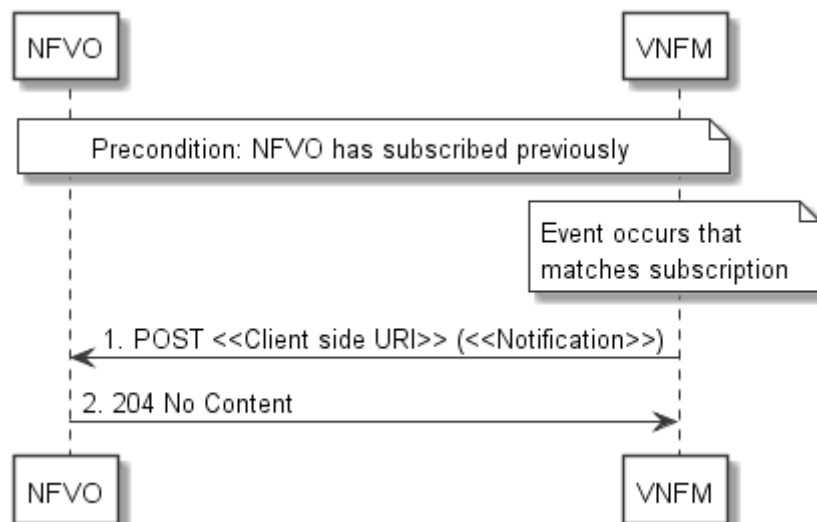 NFVO
VNFM
Precondition: NFVO has subscribed previously
Event occurs that
matches subscription
1. POST <<Client side URI>> (<<Notification>>)
2. 204 No Content
NFVO
VNFM